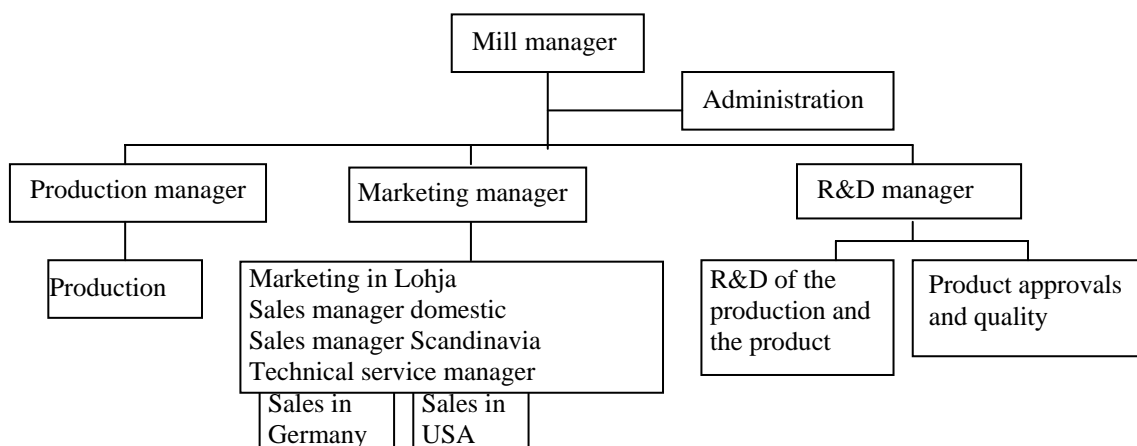 Mill manager
Administration
Production manager
Marketing manager
R&D manager
Production
Marketing in Lohja
Sales manager domestic
Sales manager Scandinavia
Technical service manager
Sales in
Germany
Sales in
USA
R&D of the
production and
the product
Product approvals
and quality